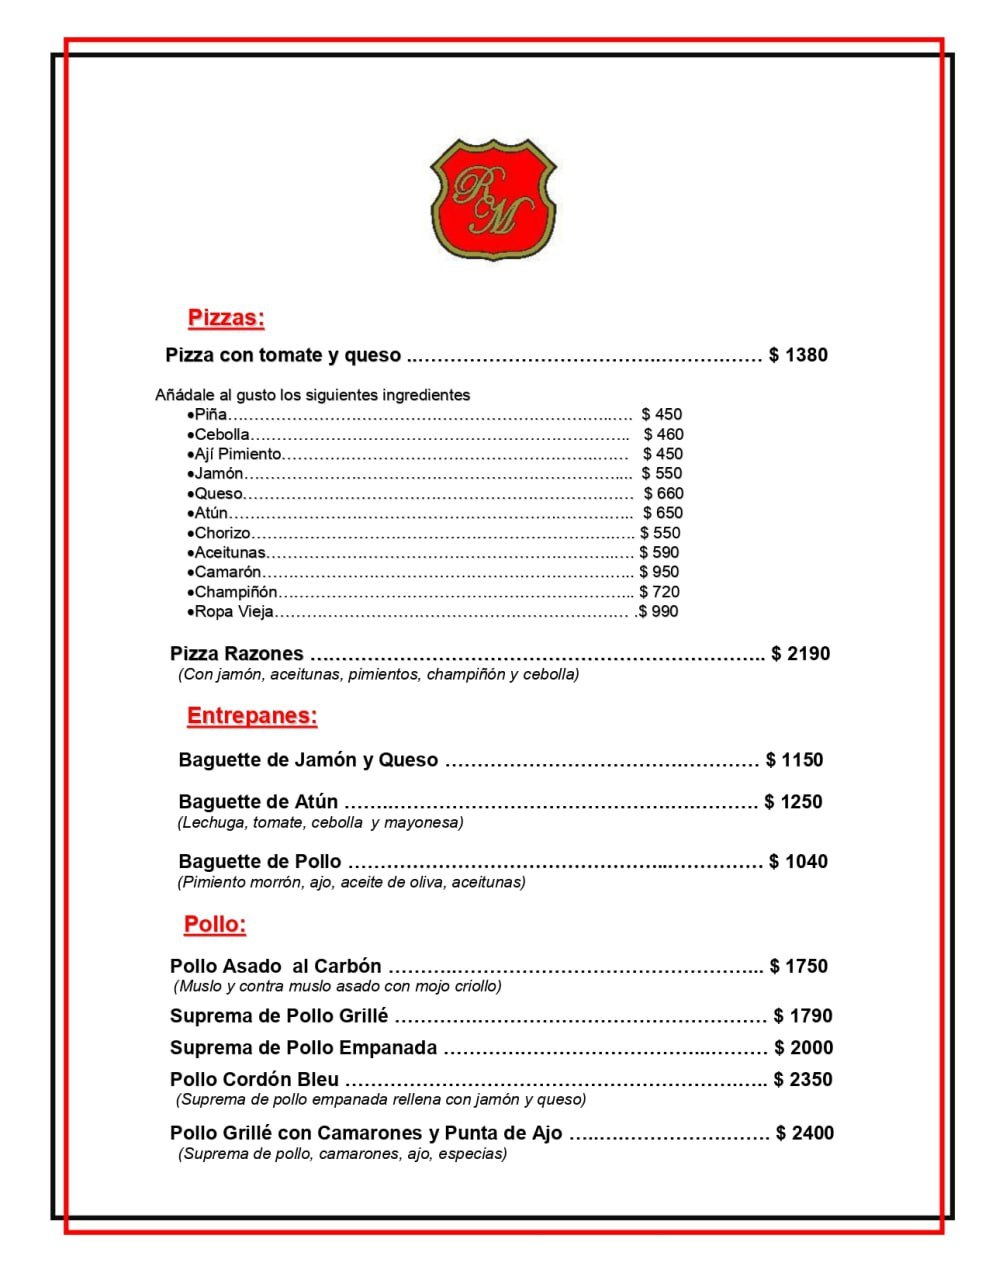 RM
Pizzas:
Pizza con tomate y queso ..……………………………….…………… $ 1380
Añádale al gusto los siguientes ingredientes
•Piña……………………………………………………………..…. $ 450
•Cebolla…………………………………………………………….. $ 460
•Ají Pimiento………………………………………………….…… $ 450
•Jamón…………………………………………………………….... $ 550
•Queso………………………………………………………….…… $ 660
•Atún…………………………………………………….…….….. $ 650
•Chorizo…………………………………………………………..…. $ 550
•Aceitunas………………………………………………………..…. $ 590
•Camarón…………………………………………………………….. $ 950
•Champiñón………………………………………………………….. $ 720
•Ropa Vieja…………………………………………………………… .$ 990
Pizza Razones …………………………………………………………….. $ 2190
(Con jamón, aceitunas, pimientos, champiñón y cebolla)
Entrepanes:
Baguette de Jamón y Queso ……………………………….………… $ 1150
Baguette de Atún …….…………………………………….….………. $ 1250
(Lechuga, tomate, cebolla y mayonesa)
Baguette de Pollo …………………………………………...…………… $ 1040
(Pimiento morrón, ajo, aceite de oliva, aceitunas)
Pollo:
Pollo Asado al Carbón ……….………………………………………... $ 1750
(Muslo y contra muslo asado con mojo criollo)
Suprema de Pollo Grillé ………….……………………………………… $ 1790
Suprema de Pollo Empanada ………….……………………...……… $ 2000
Pollo Cordón Bleu ……………………………………………………….. $ 2350
(Suprema de pollo empanada rellena con jamón y queso)
Pollo Grillé con Camarones y Punta de Ajo …..….…………….……. $ 2400
(Suprema de pollo, camarones, ajo, especias)